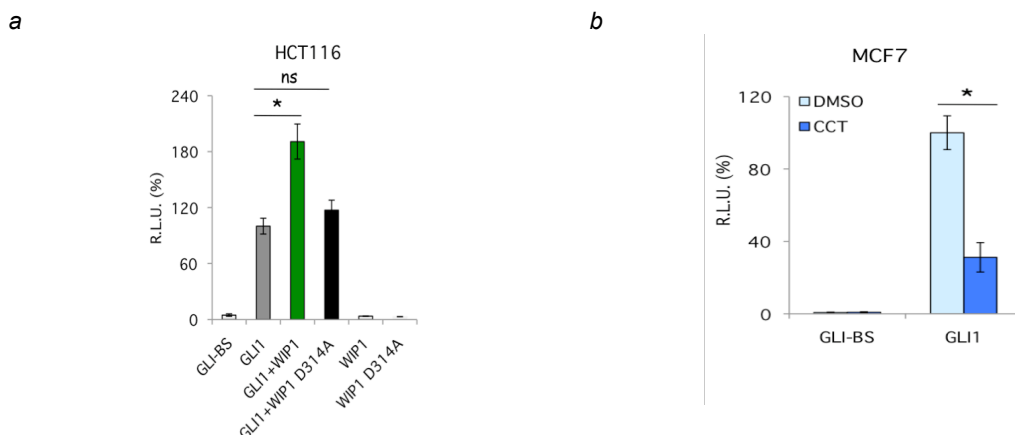 a
HCT116
ns
*
240
180
120
60
0
R.L.U. (%)
GLI-BS
GLI1
GLI1+WIP1
GLI1+WIP1 D314A
WIP1
WIP1 D314A
b
MCF7
*
DMSO
CCT
120
80
40
0
R.L.U. (%)
GLI-BS
GLI1